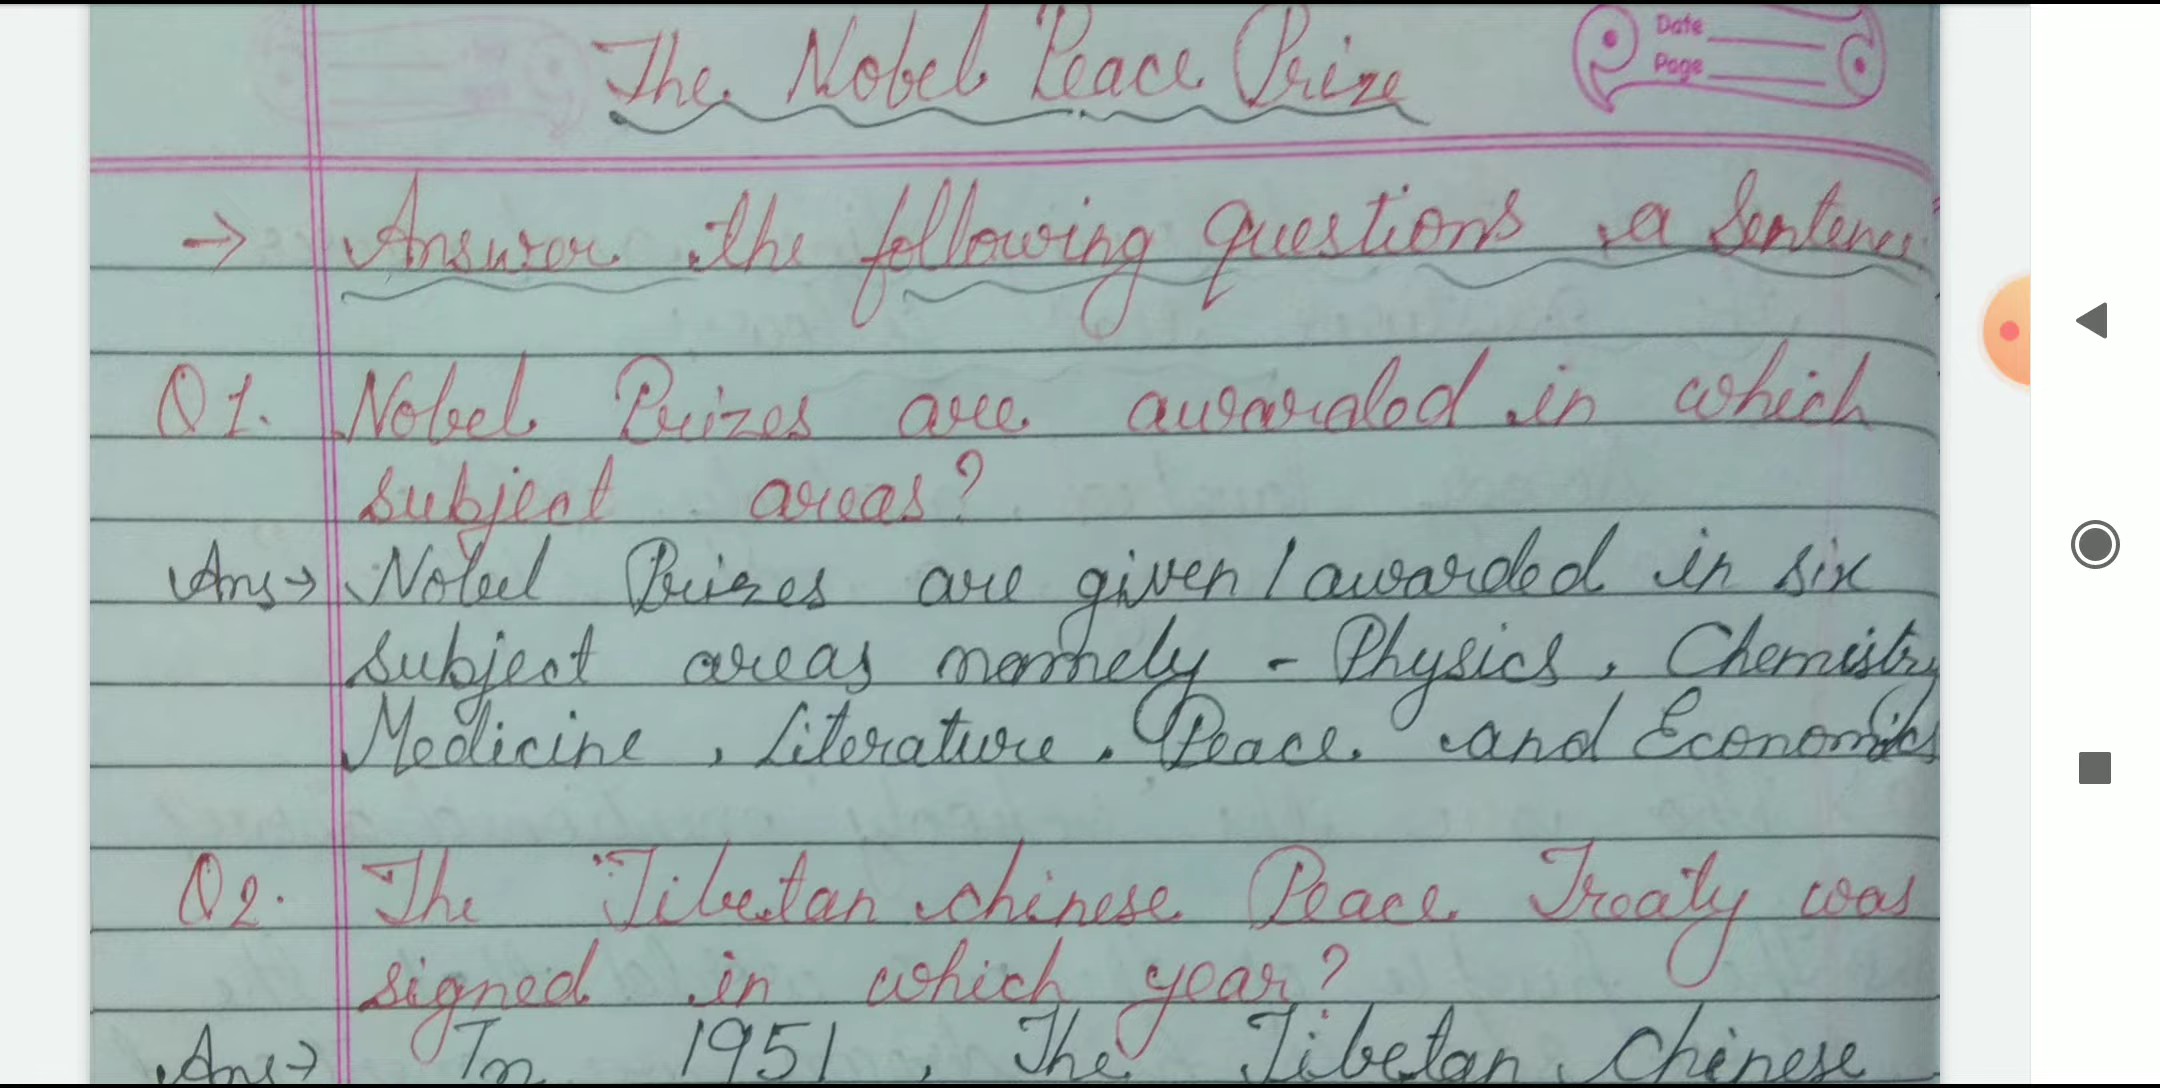 The Nobel Peace Prize
Date
Page
→ Answer the following questions a Sentence
Q1. Nobel Prizes are awarded in which
subject areas?
Ans→ Nobel Prizes are given / awarded in six
subject areas namely - Physics, Chemistry
Medicine, Literature, Peace and Economics
Q2. The Tibetan chinese Peace Treaty was
signed in which year?
Ans→ In 1951, The Tibetan Chinese